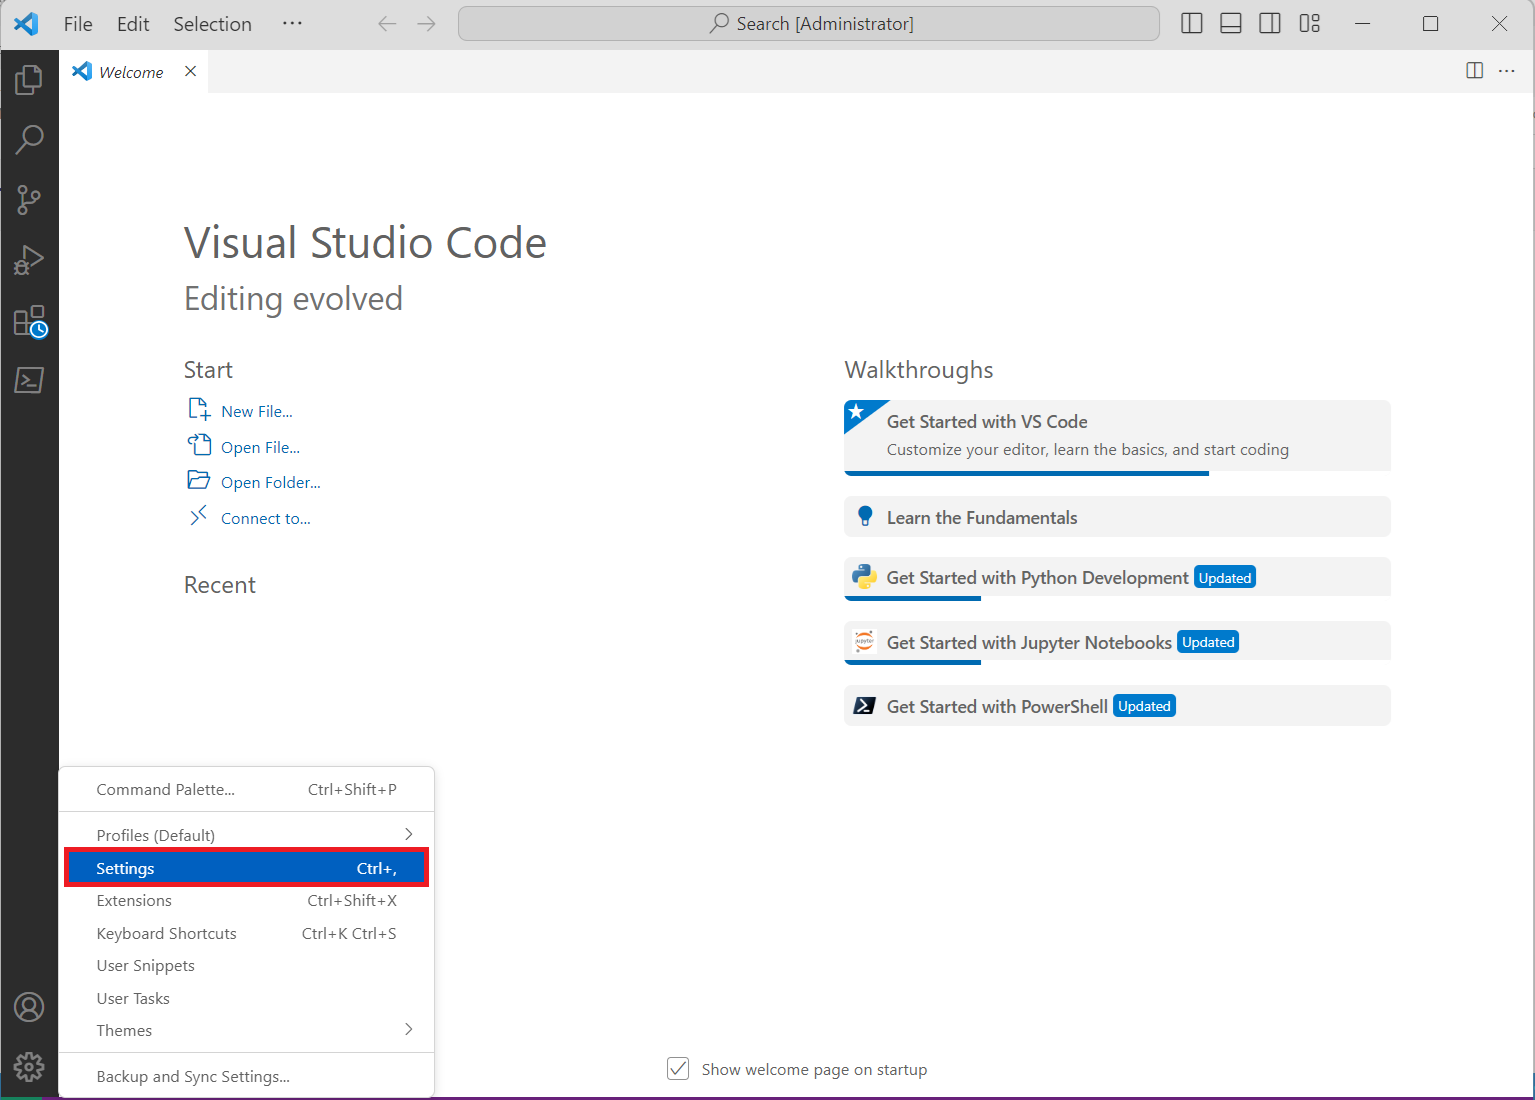 File Edit Selection ··· Search [Administrator]
Welcome
Visual Studio Code
Editing evolved
Start
New File...
Open File...
Open Folder...
Connect to...
Recent
Walkthroughs
Get Started with VS Code
Customize your editor, learn the basics, and start coding
Learn the Fundamentals
Get Started with Python Development Updated
Get Started with Jupyter Notebooks Updated
Get Started with PowerShell Updated
Command Palette... Ctrl+Shift+P
Profiles (Default)
Settings Ctrl+,
Extensions Ctrl+Shift+X
Keyboard Shortcuts Ctrl+K Ctrl+S
User Snippets
User Tasks
Themes
Backup and Sync Settings...
Show welcome page on startup